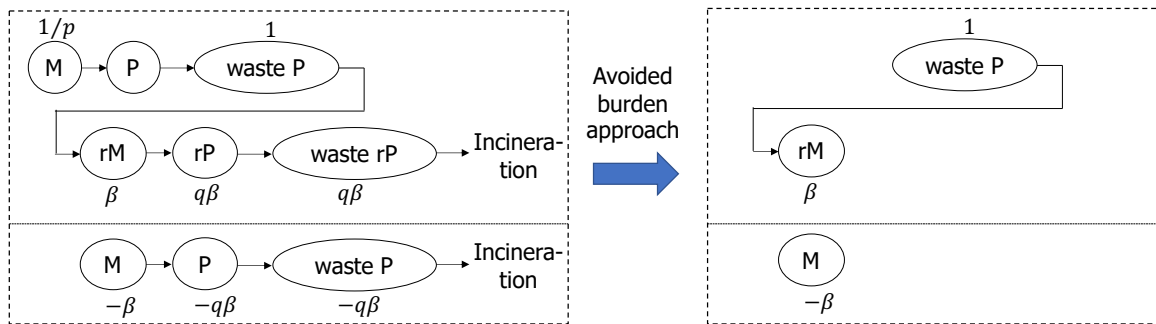 1/p
1
M
P
waste P
rM
rP
waste rP
Incinera-
tion
β
qβ
qβ
M
P
waste P
Incinera-
tion
−β
−qβ
−qβ
Avoided
burden
approach
1
waste P
rM
β
M
−β